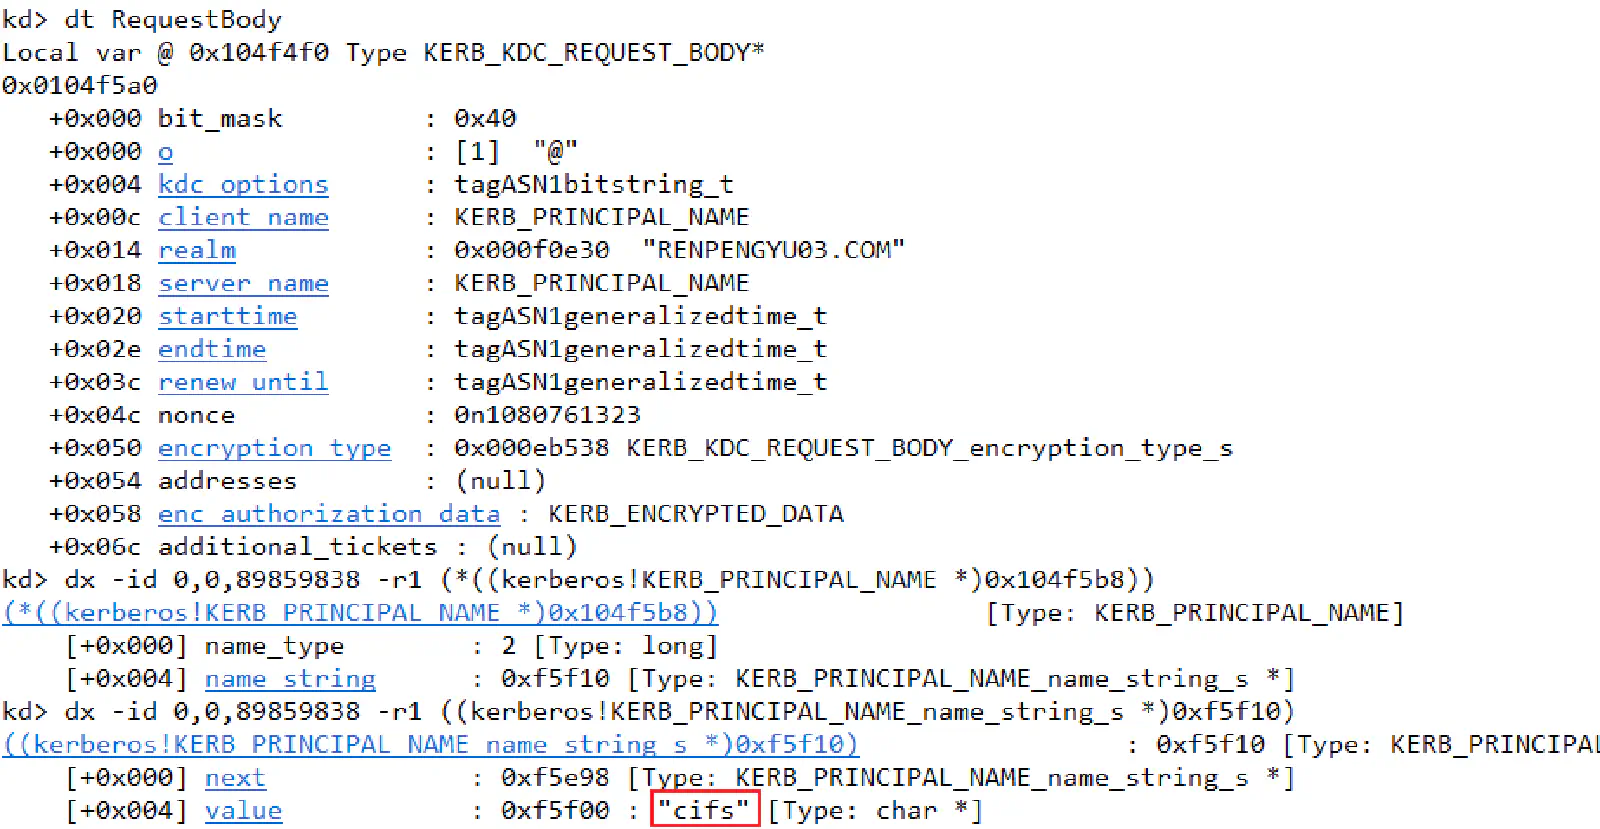 kd> dt RequestBody
Local var @ 0x104f4f0 Type KERB_KDC_REQUEST_BODY*
0x0104f5a0
+0x000 bit_mask : 0x40
+0x000 o : [1] "@"
+0x004 kdc_options : tagASN1bitstring_t
+0x00c client_name : KERB_PRINCIPAL_NAME
+0x014 realm : 0x000f0e30 "RENPENGYU03.COM"
+0x018 server_name : KERB_PRINCIPAL_NAME
+0x020 starttime : tagASN1generalizedtime_t
+0x02e endtime : tagASN1generalizedtime_t
+0x03c renew_until : tagASN1generalizedtime_t
+0x04c nonce : 0n1080761323
+0x050 encryption_type : 0x000eb538 KERB_KDC_REQUEST_BODY_encryption_type_s
+0x054 addresses : (null)
+0x058 enc_authorization_data : KERB_ENCRYPTED_DATA
+0x06c additional_tickets : (null)
kd> dx -id 0,0,89859838 -r1 (*((kerberos!KERB_PRINCIPAL_NAME *)0x104f5b8))
(*((kerberos!KERB_PRINCIPAL_NAME *)0x104f5b8)) [Type: KERB_PRINCIPAL_NAME]
[+0x000] name_type : 2 [Type: long]
[+0x004] name_string : 0xf5f10 [Type: KERB_PRINCIPAL_NAME_name_string_s *]
kd> dx -id 0,0,89859838 -r1 ((kerberos!KERB_PRINCIPAL_NAME_name_string_s *)0xf5f10)
((kerberos!KERB_PRINCIPAL_NAME_name_string_s *)0xf5f10) : 0xf5f10 [Type: KERB_PRINCIPAL
[+0x000] next : 0xf5e98 [Type: KERB_PRINCIPAL_NAME_name_string_s *]
[+0x004] value : 0xf5f00 : "cifs" [Type: char *]